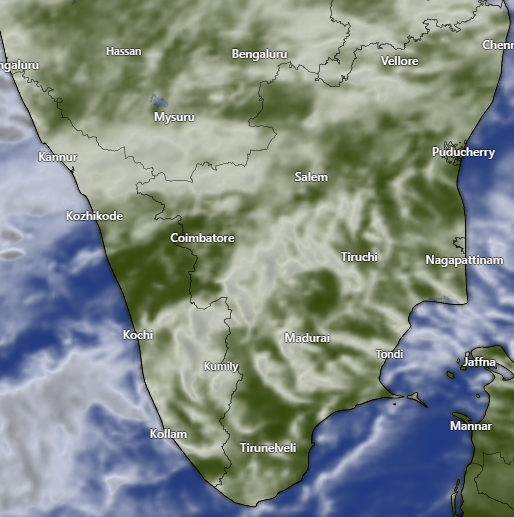 Hassan
Bengaluru
Chenn
Vellore
ngaluru
Mysuru
Puducherry
Kannur
Salem
Kozhikode
Coimbatore
Tiruchi
Nagapattinam
Kochi
Madurai
Tondi
Jaffna
Kumily
Mannar
Kollam
Tirunelveli